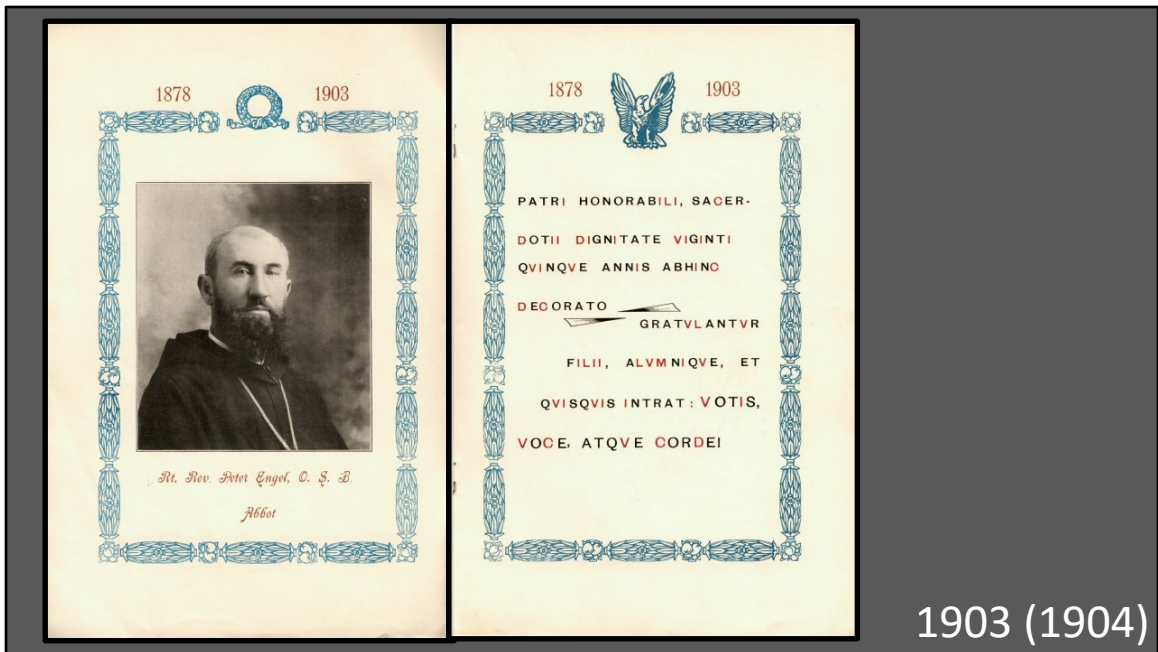 1878 1903
Rt. Rev. Peter Engel, O. S. B.
Abbot
1878 1903
PATRI HONORABILI, SACER-
DOTII DIGNITATE VIGINTI
QVINQVE ANNIS ABHINC
DECORATO
GRATVLANTVR
FILII, ALVMNIQVE, ET
QVISQVIS INTRAT: VOTIS,
VOCE, ATQVE CORDE!
1903 (1904)